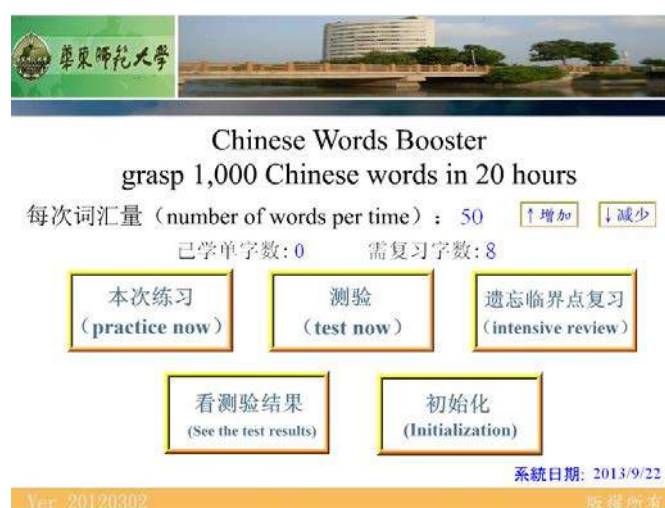 華東師範大學
Chinese Words Booster
grasp 1,000 Chinese words in 20 hours
每次词汇量（number of words per time）：50 ↑增加 ↓减少
已学单字数:0 需复习字数:8
本次练习
（practice now）
测验
（test now）
遗忘临界点复习
（intensive review）
看测验结果
(See the test results)
初始化
(Initialization)
系統日期: 2013/9/22
Ver 20120302 版權所有